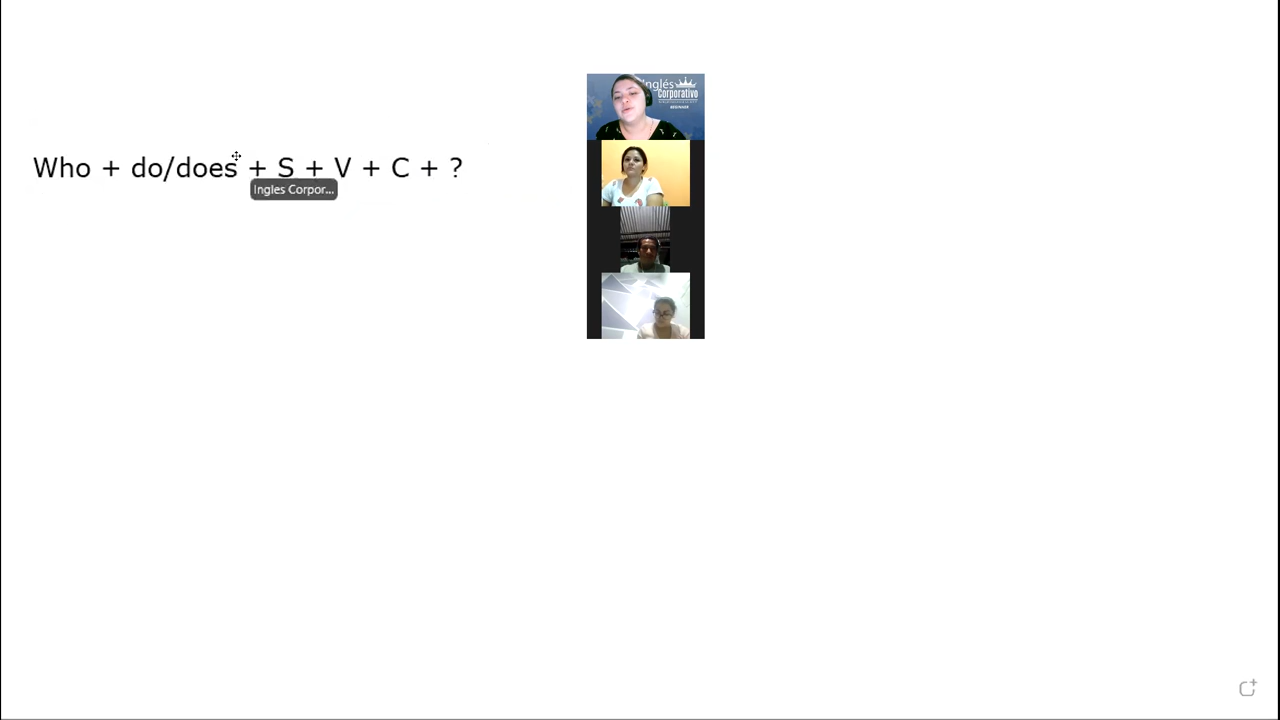 Who + do/does + S + V + C + ?
Ingles Corpor...
Inglés
Corporativo